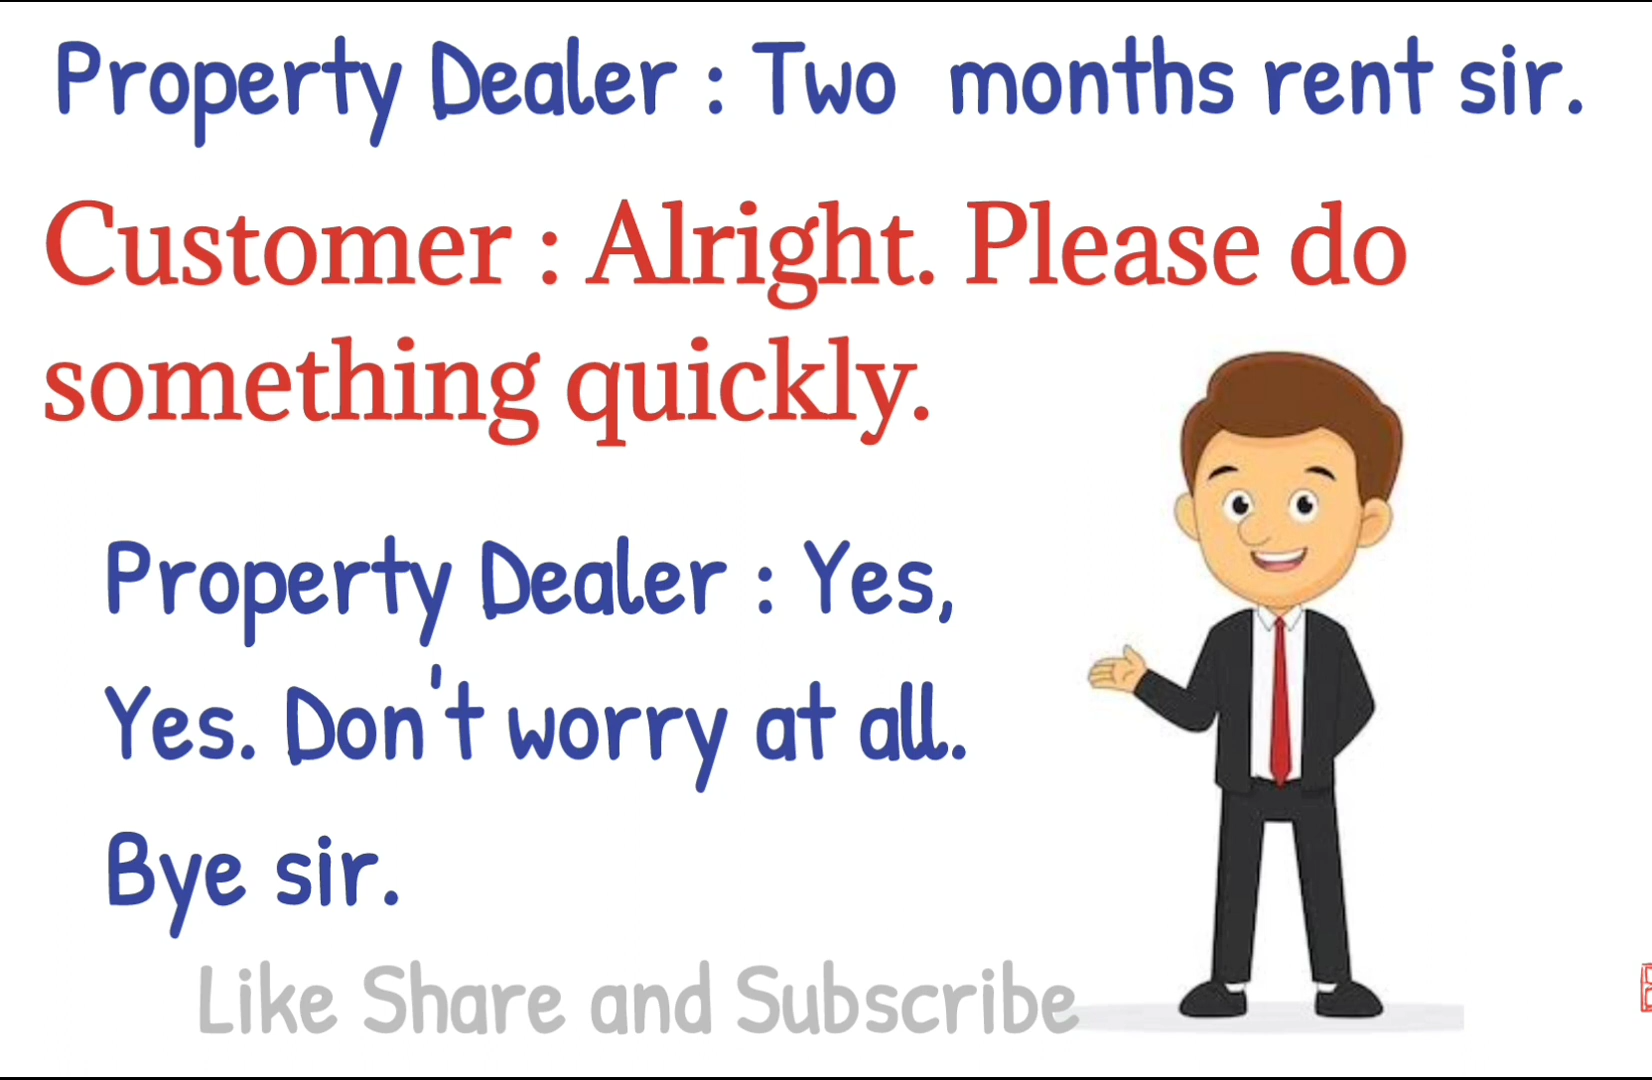 Property Dealer : Two months rent sir.
Customer : Alright. Please do
something quickly.
Property Dealer : Yes,
Yes. Don't worry at all.
Bye sir.
Like Share and Subscribe